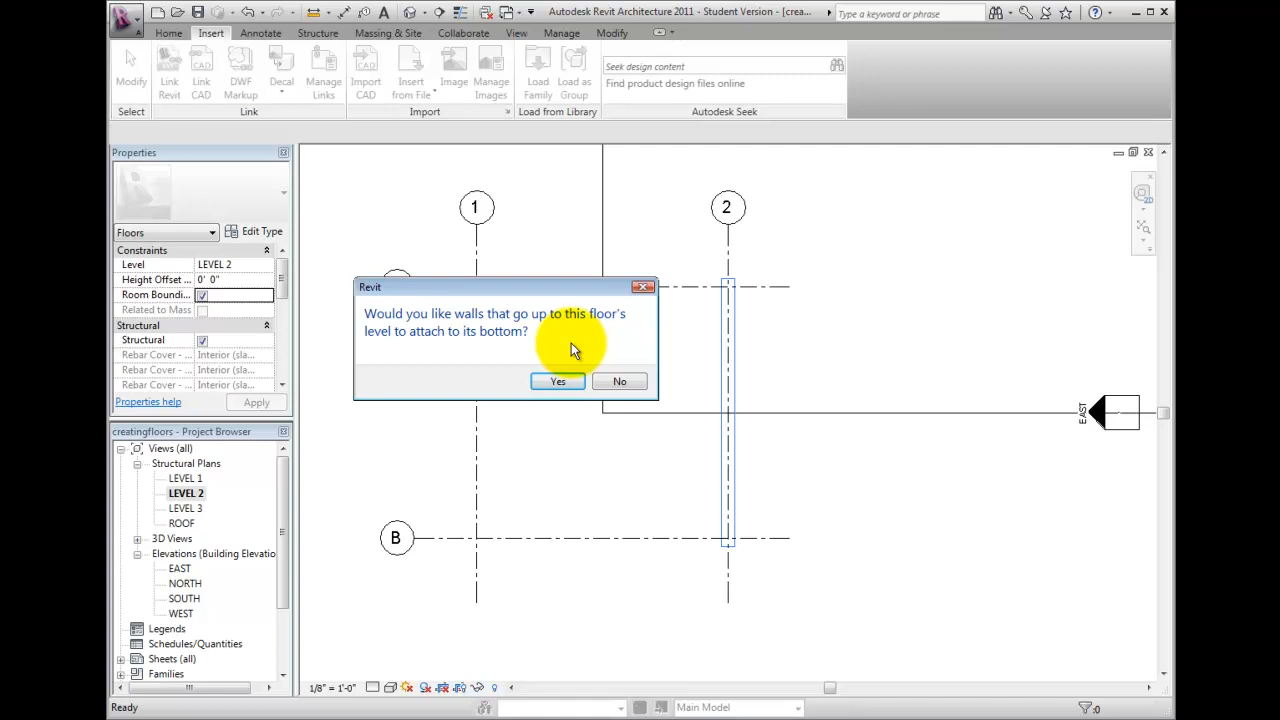 Autodesk Revit Architecture 2011 - Student Version - [crea...
Type a keyword or phrase
Home Insert Annotate Structure Massing & Site Collaborate View Manage Modify
Modify
Link Revit
Link CAD
DWF Markup
Decal
Manage Links
Import CAD
Insert from File
Image
Manage Images
Load Family
Load as Group
Seek design content
Find product design files online
Select Link Import Load from Library Autodesk Seek
Properties
Floors
Edit Type
Constraints
Level LEVEL 2
Height Offset ... 0' 0"
Room Boundi...
Related to Mass
Structural
Structural
Rebar Cover - ... Interior (sla...
Rebar Cover - ... Interior (sla...
Rebar Cover - ... Interior (sla...
Properties help
Apply
creatingfloors - Project Browser
Views (all)
Structural Plans
LEVEL 1
LEVEL 2
LEVEL 3
ROOF
3D Views
Elevations (Building Elevatio
EAST
NORTH
SOUTH
WEST
Legends
Schedules/Quantities
Sheets (all)
Families
1
2
Revit
Would you like walls that go up to this floor's
level to attach to its bottom?
Yes No
EAST
B
2D
1/8" = 1'-0"
Ready
Main Model
:0